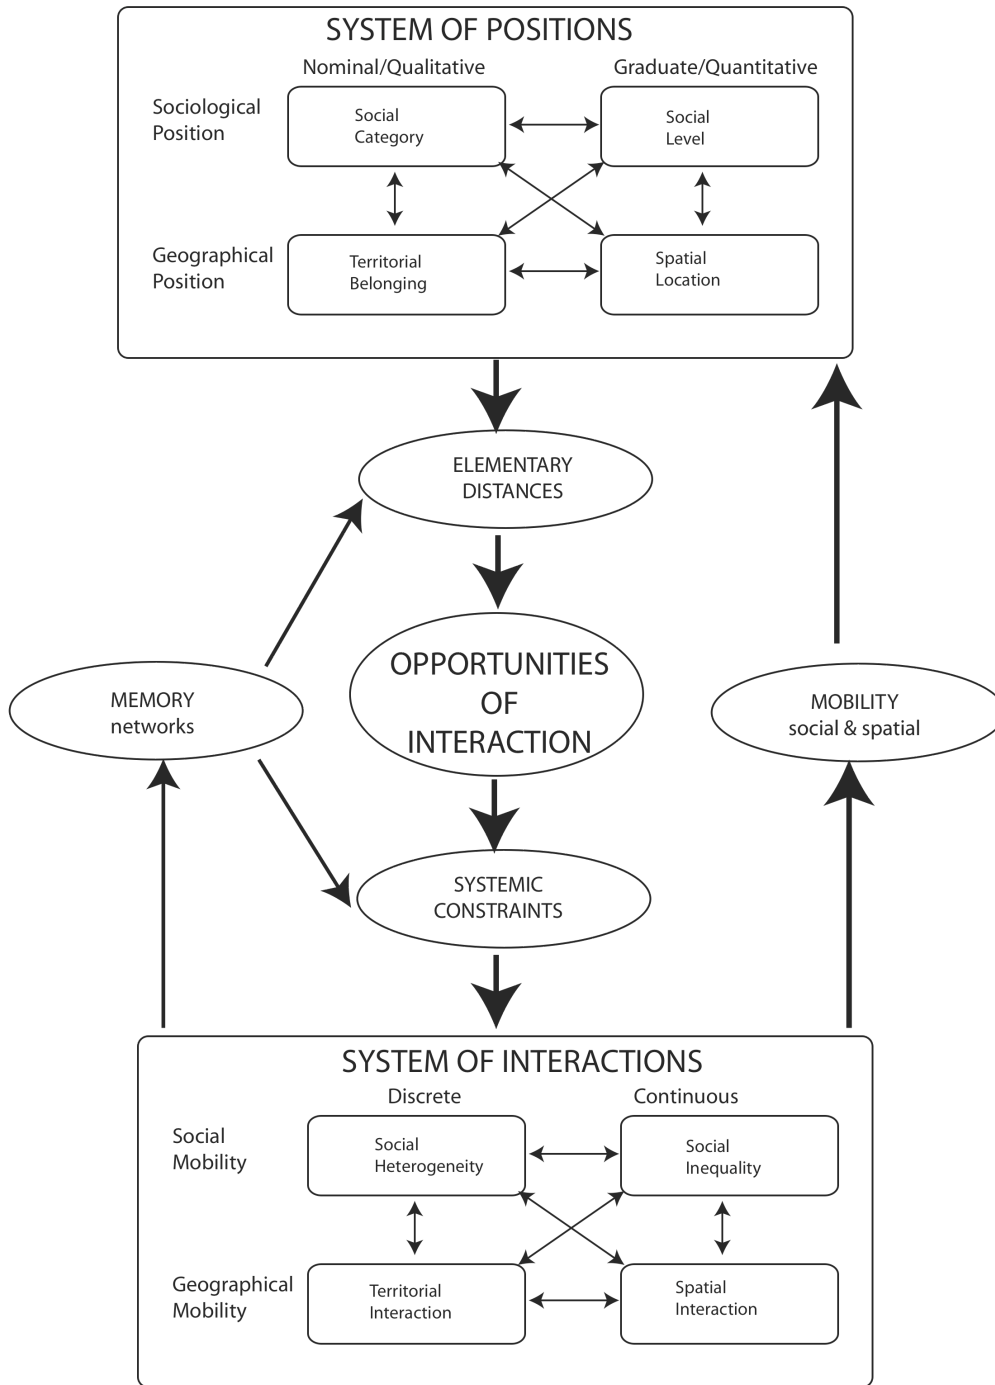 SYSTEM OF POSITIONS
Nominal/Qualitative
Graduate/Quantitative
Sociological
Position
Social
Category
Social
Level
Geographical
Position
Territorial
Belonging
Spatial
Location
ELEMENTARY
DISTANCES
OPPORTUNITIES
OF
INTERACTION
MEMORY
networks
MOBILITY
social & spatial
SYSTEMIC
CONSTRAINTS
SYSTEM OF INTERACTIONS
Discrete
Continuous
Social
Mobility
Social
Heterogeneity
Social
Inequality
Geographical
Mobility
Territorial
Interaction
Spatial
Interaction